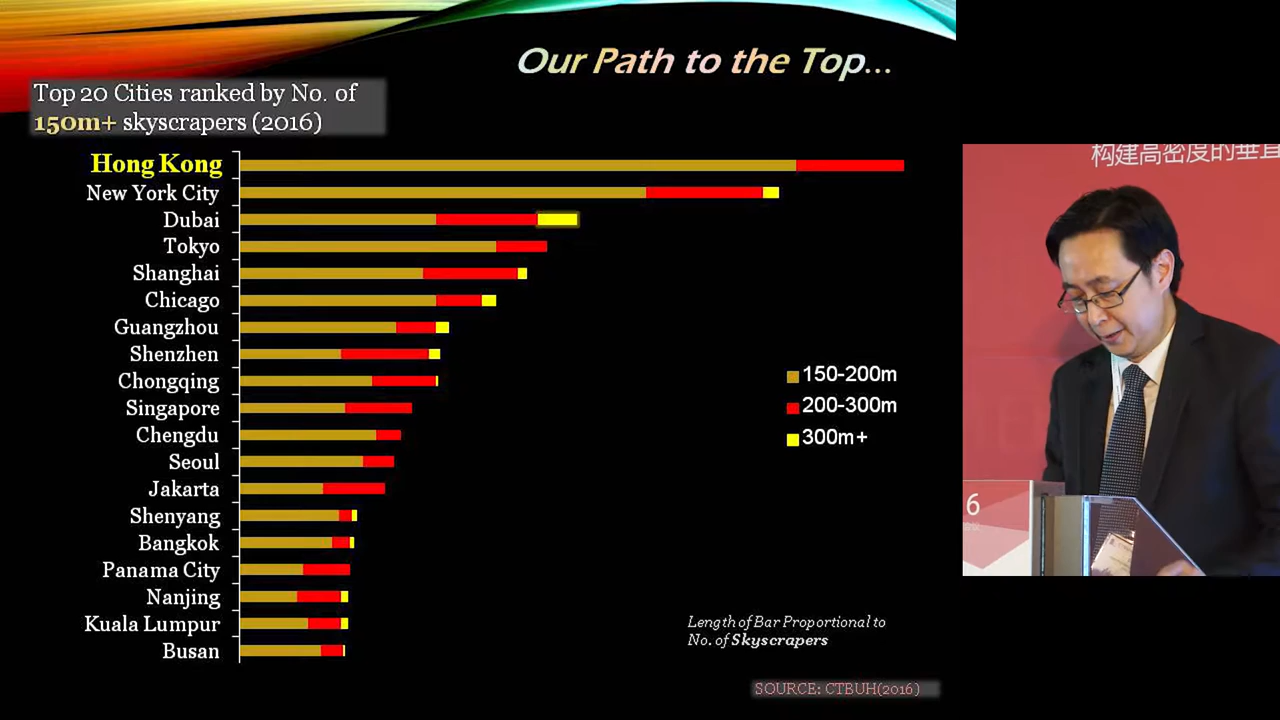 Our Path to the Top...
Top 20 Cities ranked by No. of
150m+ skyscrapers (2016)
Hong Kong
New York City
Dubai
Tokyo
Shanghai
Chicago
Guangzhou
Shenzhen
Chongqing
Singapore
Chengdu
Seoul
Jakarta
Shenyang
Bangkok
Panama City
Nanjing
Kuala Lumpur
Busan
150-200m
200-300m
300m+
Length of Bar Proportional to
No. of Skyscrapers
SOURCE: CTBUH(2016)
构建高密度的垂直
6